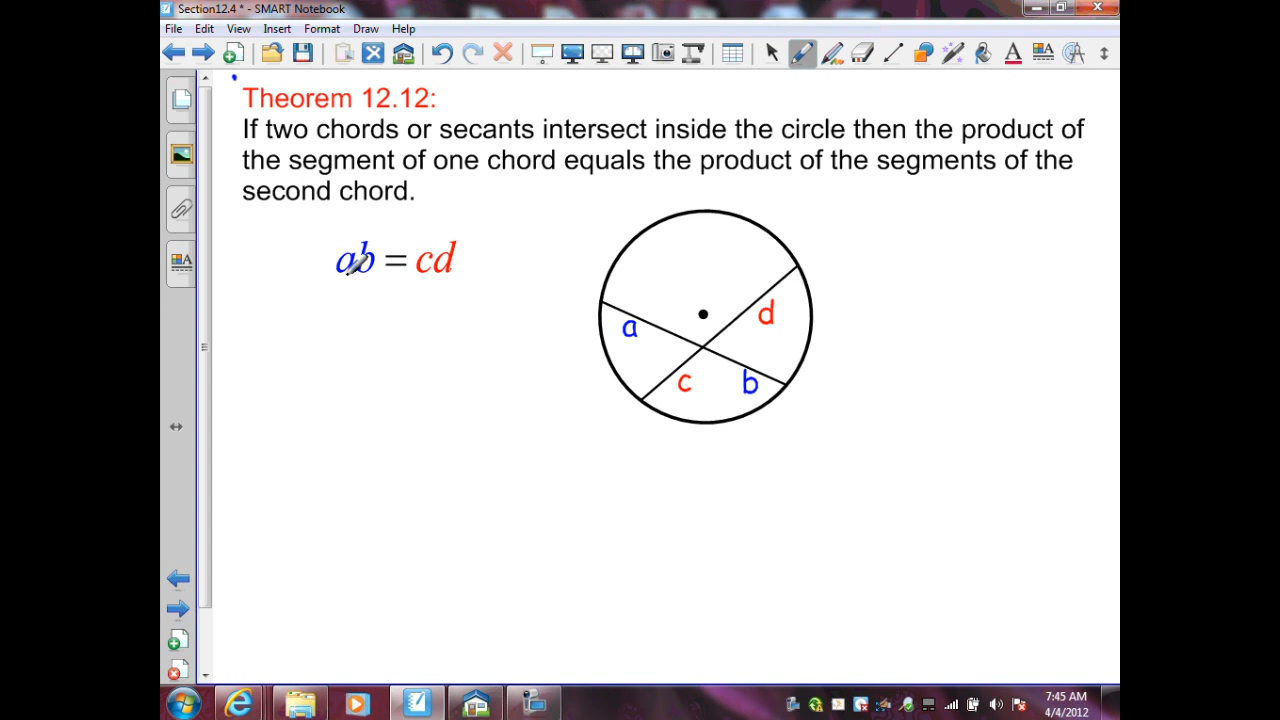 Section12.4 * - SMART Notebook
File Edit View Insert Format Draw Help
Theorem 12.12:
If two chords or secants intersect inside the circle then the product of
the segment of one chord equals the product of the segments of the
second chord.
ab = cd
a
d
c
b
7:45 AM
4/4/2012